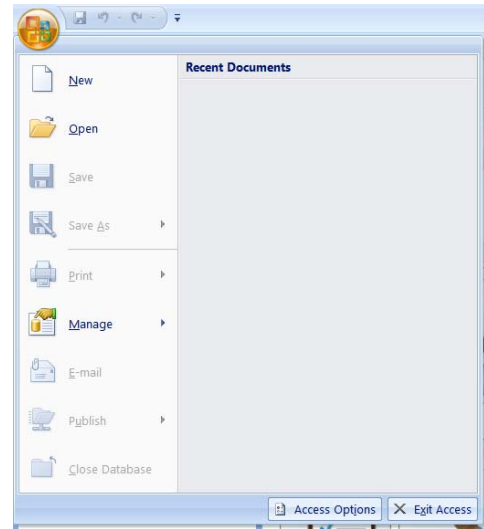 New
Open
Save
Save As
Print
Manage
E-mail
Publish
Close Database
Recent Documents
Access Options
Exit Access